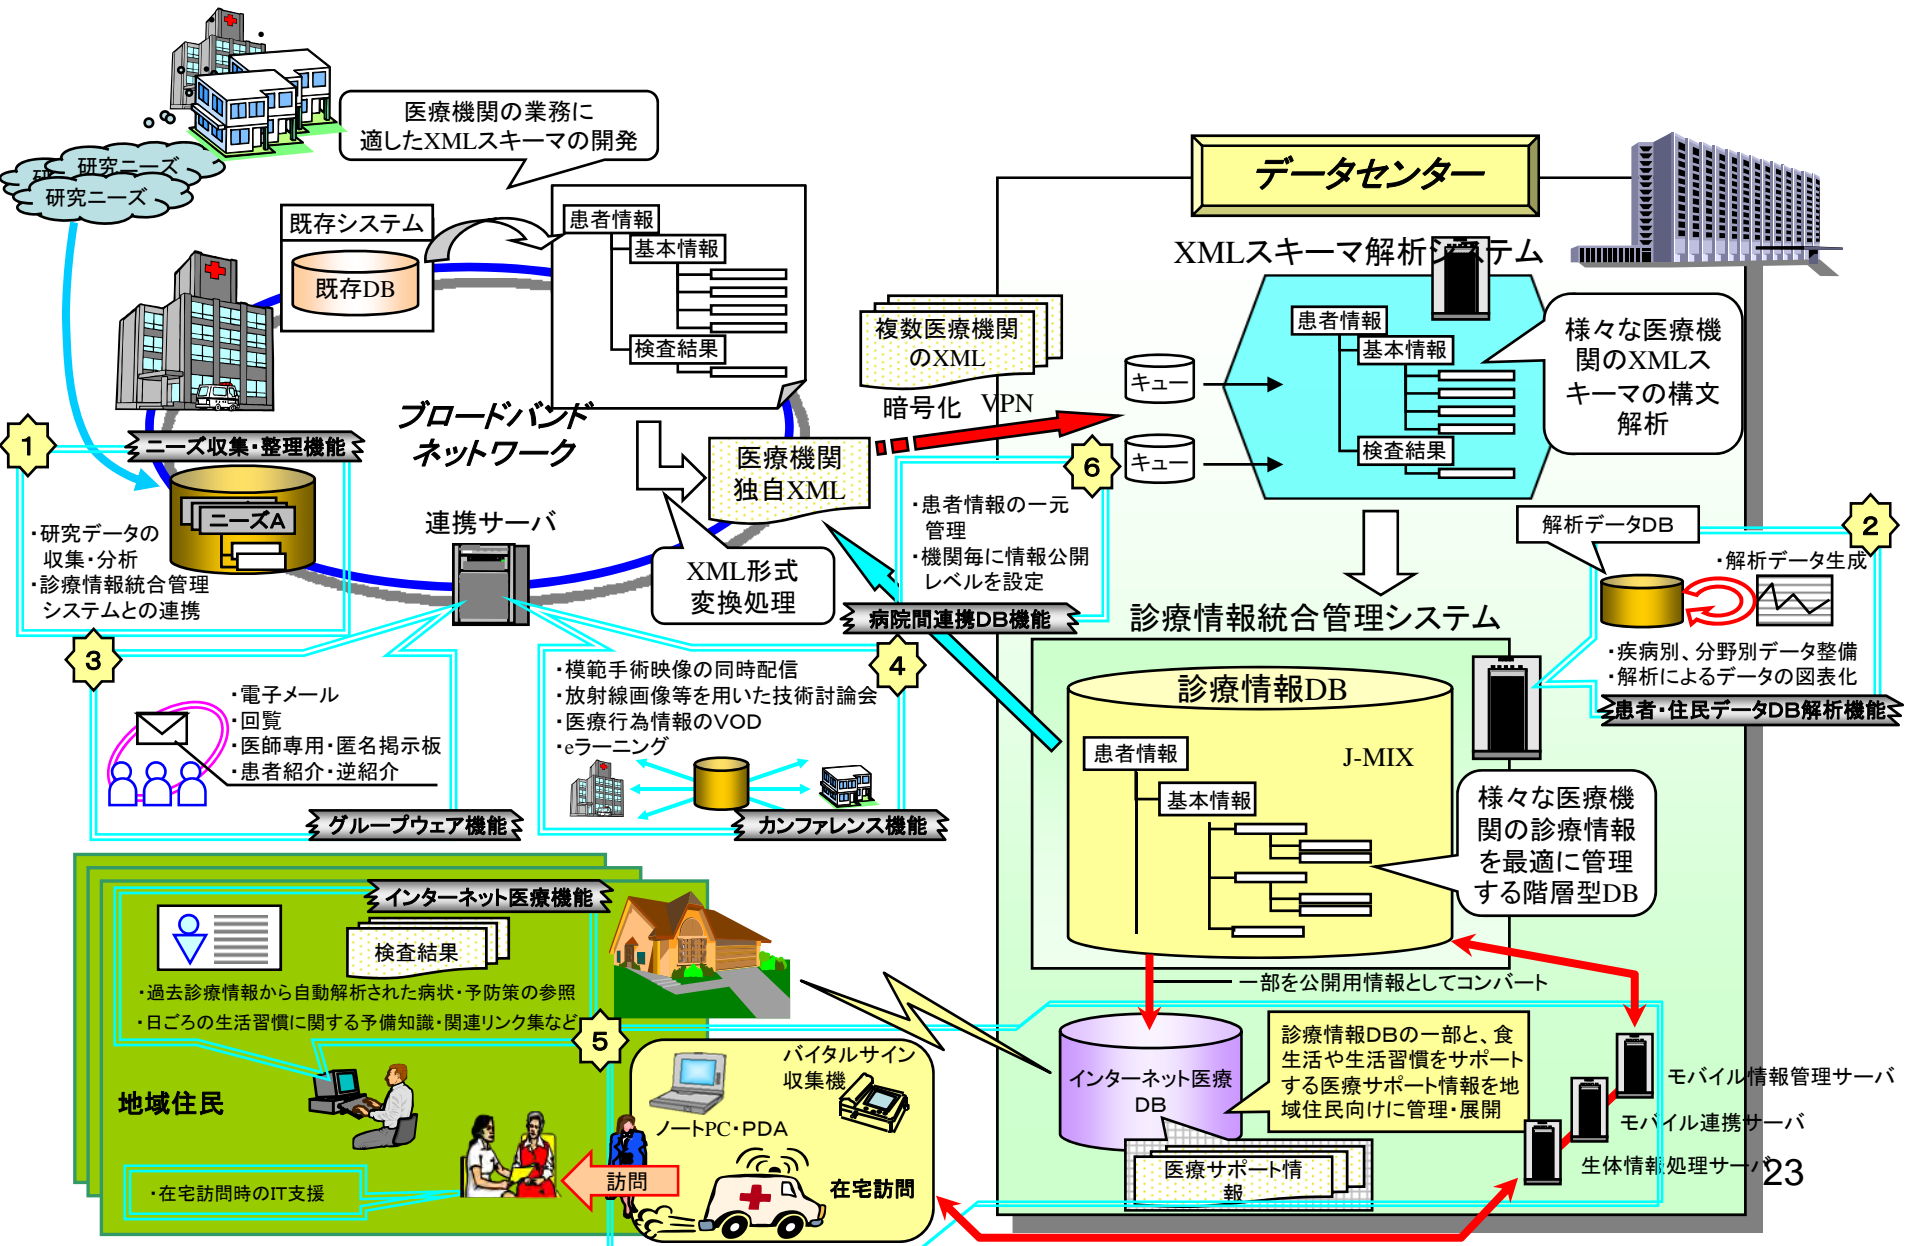 医療機関の業務に
適したXMLスキーマの開発
研究ニーズ
研究ニーズ
既存システム
既存DB
患者情報
基本情報
検査結果
データセンター
XMLスキーマ解析システム
複数医療機関
のXML
暗号化 VPN
キュー
キュー
患者情報
基本情報
検査結果
様々な医療機
関のXMLス
キーマの構文
解析
ブロードバンド
ネットワーク
医療機関
独自XML
XML形式
変換処理
連携サーバ
1
ニーズ収集・整理機能
ニーズA
・研究データの
収集・分析
・診療情報統合管理
システムとの連携
6
・患者情報の一元
管理
・機関毎に情報公開
レベルを設定
病院間連携DB機能
2
解析データDB
・解析データ生成
・疾病別、分野別データ整備
・解析によるデータの図表化
患者・住民データDB解析機能
3
・電子メール
・回覧
・医師専用・匿名掲示板
・患者紹介・逆紹介
グループウェア機能
4
・模範手術映像の同時配信
・放射線画像等を用いた技術討論会
・医療行為情報のVOD
・eラーニング
カンファレンス機能
診療情報統合管理システム
診療情報DB
J-MIX
患者情報
基本情報
様々な医療機
関の診療情報
を最適に管理
する階層型DB
一部を公開用情報としてコンバート
インターネット医療機能
検査結果
・過去診療情報から自動解析された病状・予防策の参照
・日ごろの生活習慣に関する予備知識・関連リンク集など
5
地域住民
・在宅訪問時のIT支援
バイタルサイン
収集機
ノートPC・PDA
訪問
在宅訪問
インターネット医療
DB
診療情報DBの一部と、食
生活や生活習慣をサポート
する医療サポート情報を地
域住民向けに管理・展開
医療サポート情
報
モバイル情報管理サーバ
モバイル連携サーバ
生体情報処理サーバ
23